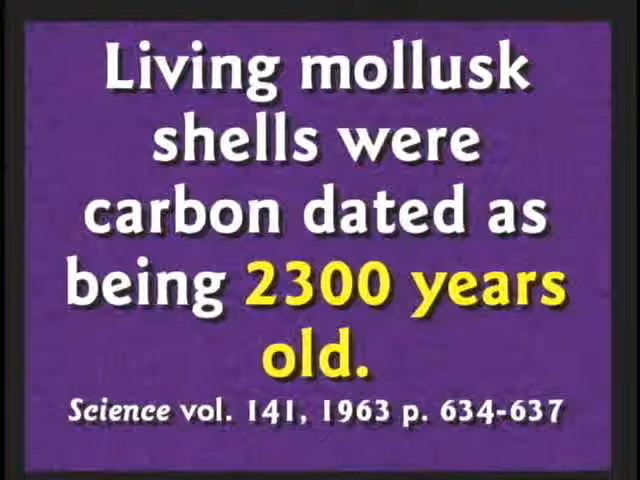 Living mollusk
shells were
carbon dated as
being 2300 years
old.
Science vol. 141, 1963 p. 634-637